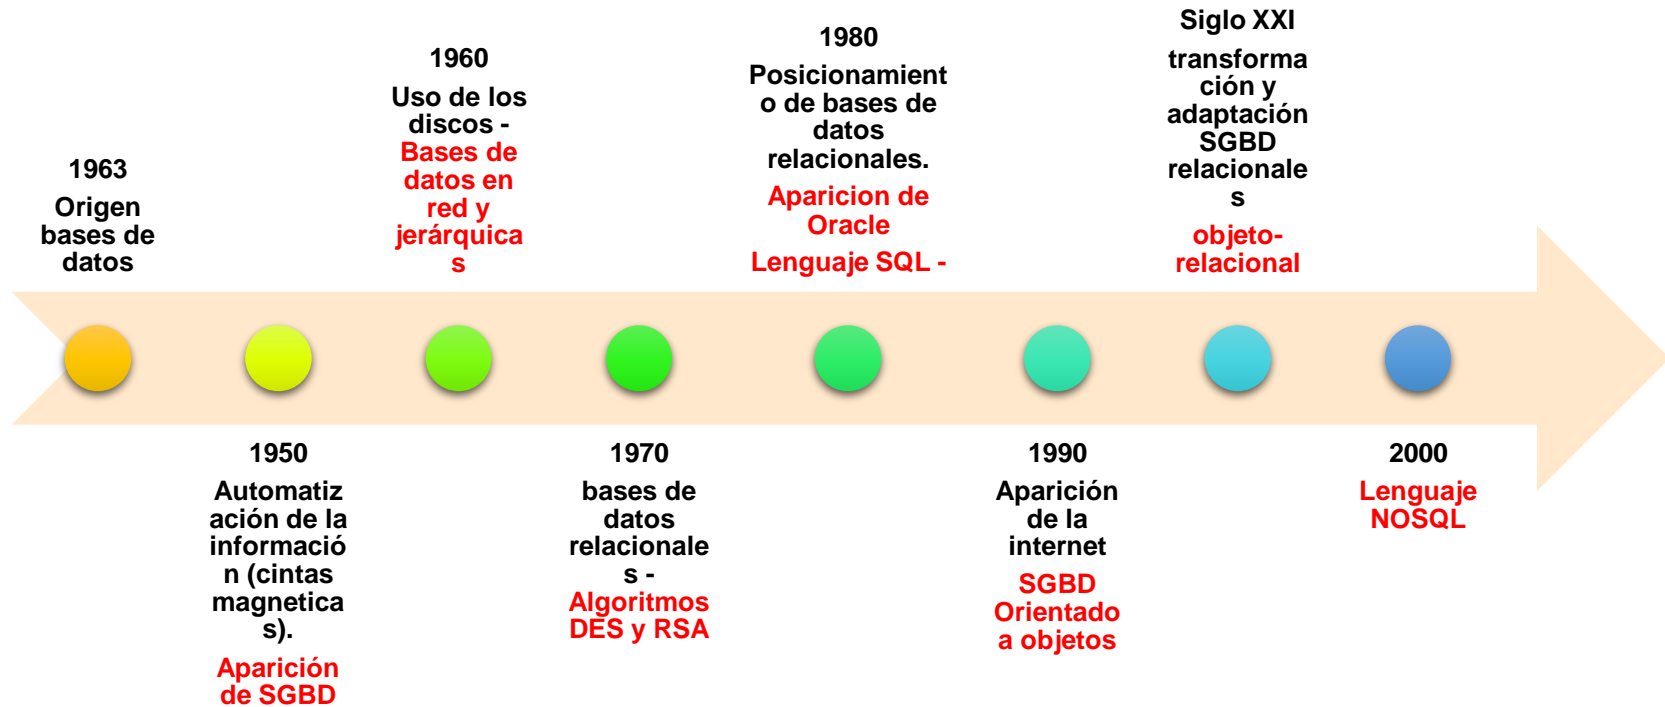 1963
Origen
bases de
datos
1950
Automatiz
ación de la
informació
n (cintas
magnetica
s).
Aparición
de SGBD
1960
Uso de los
discos -
Bases de
datos en
red y
jerárquica
s
1970
bases de
datos
relacionale
s -
Algoritmos
DES y RSA
1980
Posicionamient
o de bases de
datos
relacionales.
Aparicion de
Oracle
Lenguaje SQL -
1990
Aparición
de la
internet
SGBD
Orientado
a objetos
Siglo XXI
transforma
ción y
adaptación
SGBD
relacionale
s
objeto-
relacional
2000
Lenguaje
NOSQL